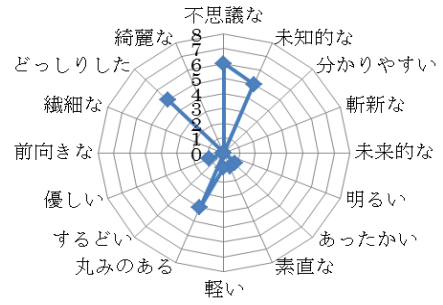 不思議な
未知的な
分かりやすい
斬新な
未来的な
明るい
あったかい
素直な
軽い
丸みのある
するどい
優しい
前向きな
繊細な
どっしりした
綺麗な
8
7
6
5
4
3
2
1
0